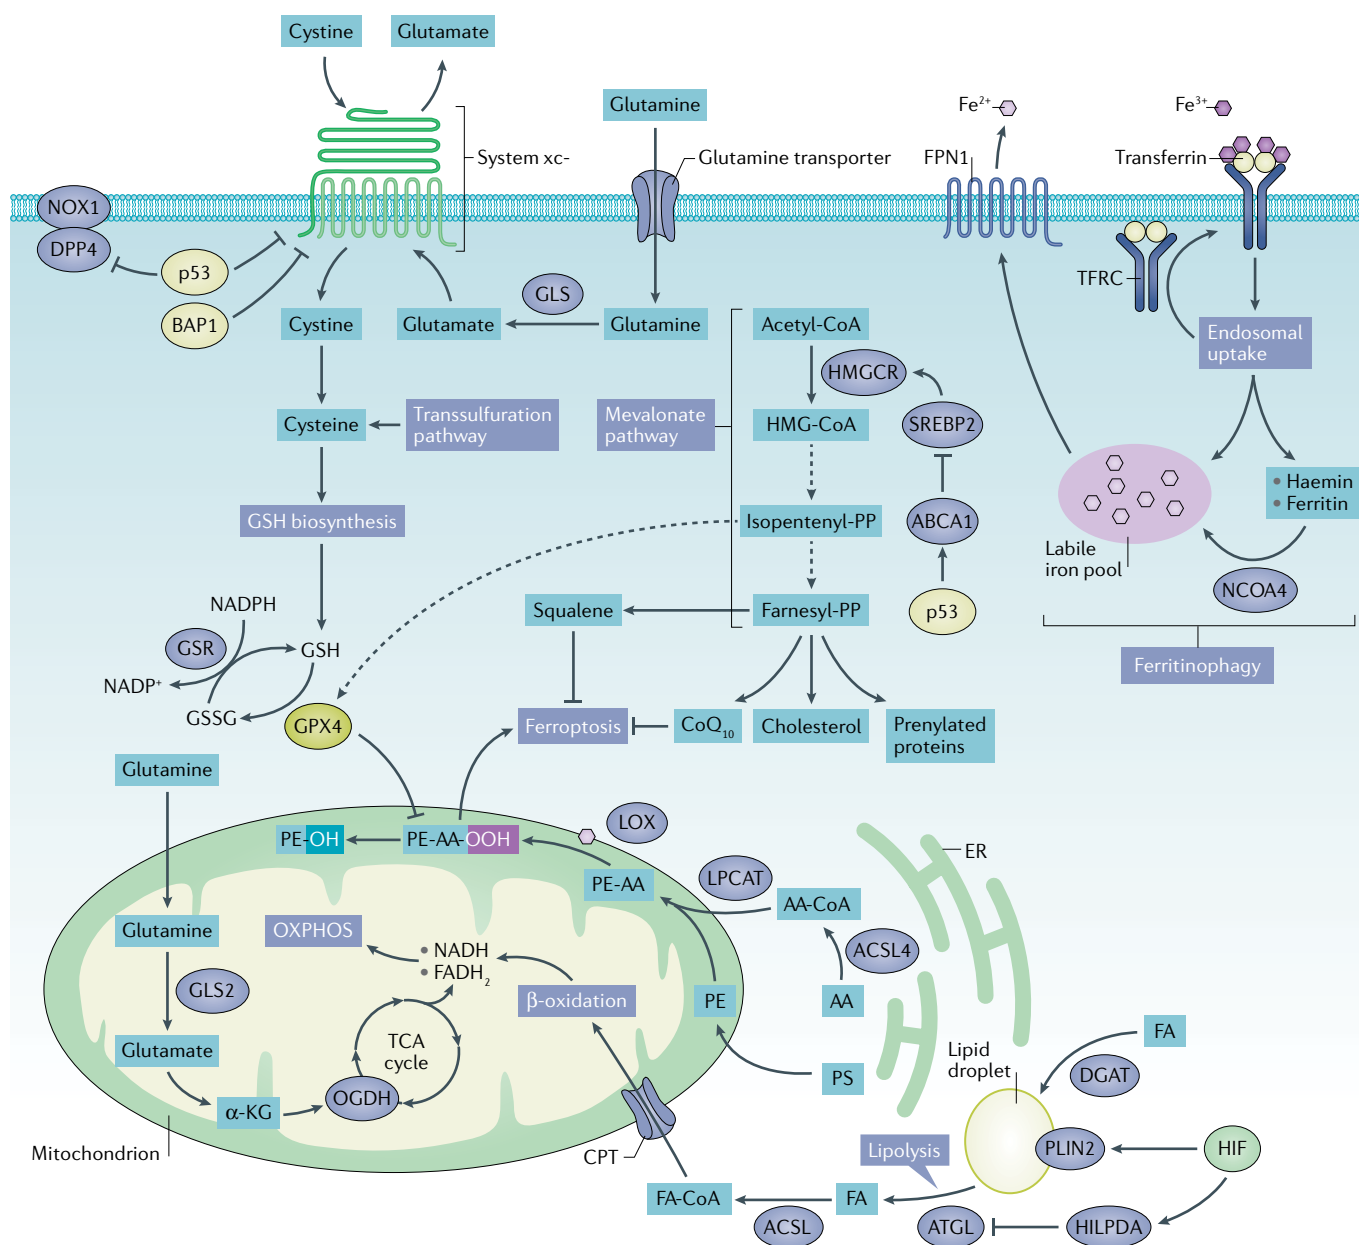 Cystine
Glutamate
System xc-
Glutamine
Glutamine transporter
Fe2+
FPN1
Fe3+
Transferrin
NOX1
DPP4
p53
BAP1
TFRC
Cystine
Glutamate
GLS
Glutamine
Acetyl-CoA
Endosomal
uptake
HMGCR
Cysteine
Transsulfuration
pathway
Mevalonate
pathway
HMG-CoA
SREBP2
• Haemin
• Ferritin
GSH biosynthesis
Isopentenyl-PP
ABCA1
Labile
iron pool
NCOA4
NADPH
Squalene
Farnesyl-PP
p53
GSR
GSH
NADP+
GSSG
Ferritinophagy
GPX4
Ferroptosis
CoQ10
Cholesterol
Prenylated
proteins
Glutamine
PE-OH
PE-AA-OOH
LOX
ER
PE-AA
LPCAT
AA-CoA
Glutamine
OXPHOS
• NADH
• FADH2
ACSL4
GLS2
β-oxidation
PE
AA
Glutamate
TCA
cycle
PS
Lipid
droplet
FA
DGAT
α-KG
OGDH
Mitochondrion
CPT
Lipolysis
PLIN2
HIF
FA-CoA
FA
ACSL
ATGL
HILPDA